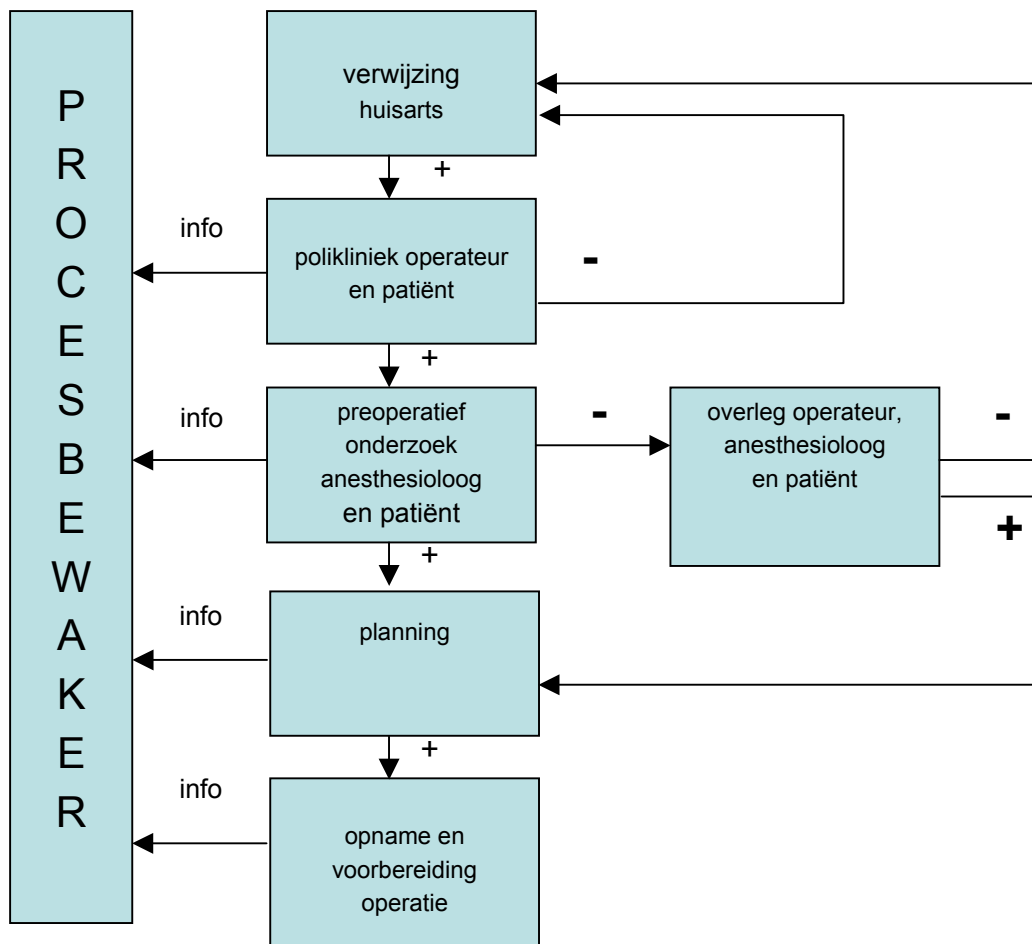 PROCESBEWAKER
verwijzing
huisarts
+
info
polikliniek operateur
en patiënt
-
+
info
preoperatief
onderzoek
anesthesioloog
en patiënt
-
overleg operateur,
anesthesioloog
en patiënt
-
+
+
info
planning
+
info
opname en
voorbereiding
operatie